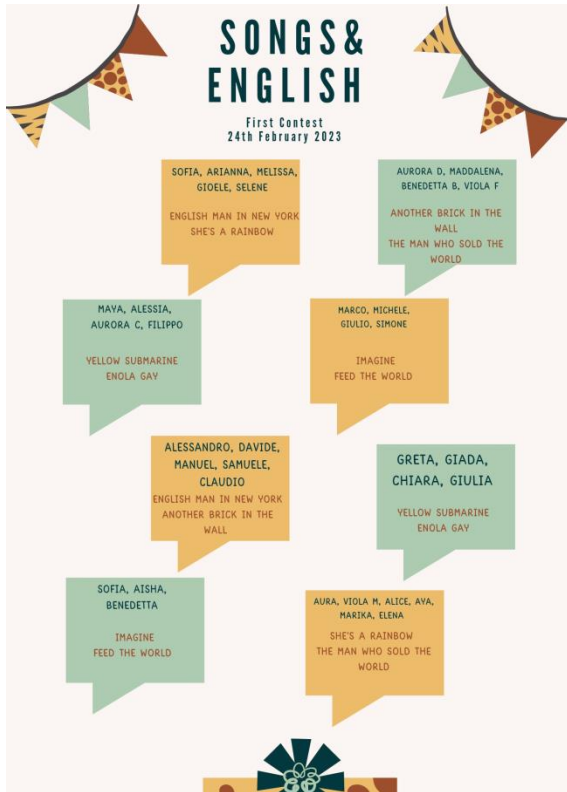 SONGS&
ENGLISH
First Contest
24th February 2023
SOFIA, ARIANNA, MELISSA,
GIOELE, SELENE
ENGLISH MAN IN NEW YORK
SHE'S A RAINBOW
AURORA D, MADDALENA,
BENEDETTA B, VIOLA F
ANOTHER BRICK IN THE
WALL
THE MAN WHO SOLD THE
WORLD
MAYA, ALESSIA,
AURORA C, FILIPPO
YELLOW SUBMARINE
ENOLA GAY
MARCO, MICHELE,
GIULIO, SIMONE
IMAGINE
FEED THE WORLD
ALESSANDRO, DAVIDE,
MANUEL, SAMUELE,
CLAUDIO
ENGLISH MAN IN NEW YORK
ANOTHER BRICK IN THE
WALL
GRETA, GIADA,
CHIARA, GIULIA
YELLOW SUBMARINE
ENOLA GAY
SOFIA, AISHA,
BENEDETTA
IMAGINE
FEED THE WORLD
AURA, VIOLA M, ALICE, AYA,
MARIKA, ELENA
SHE'S A RAINBOW
THE MAN WHO SOLD THE
WORLD